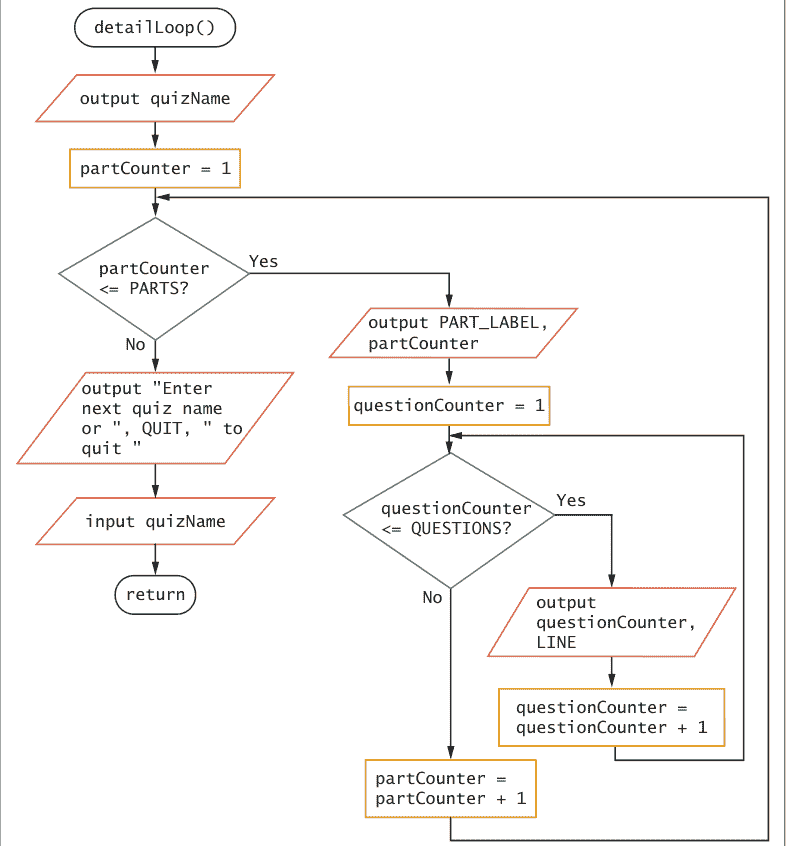 detailLoop()
output quizName
partCounter = 1
partCounter
<= PARTS?
Yes
No
output "Enter
next quiz name
or ", QUIT, " to
quit "
input quizName
return
output PART_LABEL,
partCounter
questionCounter = 1
questionCounter
<= QUESTIONS?
Yes
No
output
questionCounter,
LINE
questionCounter =
questionCounter + 1
partCounter =
partCounter + 1